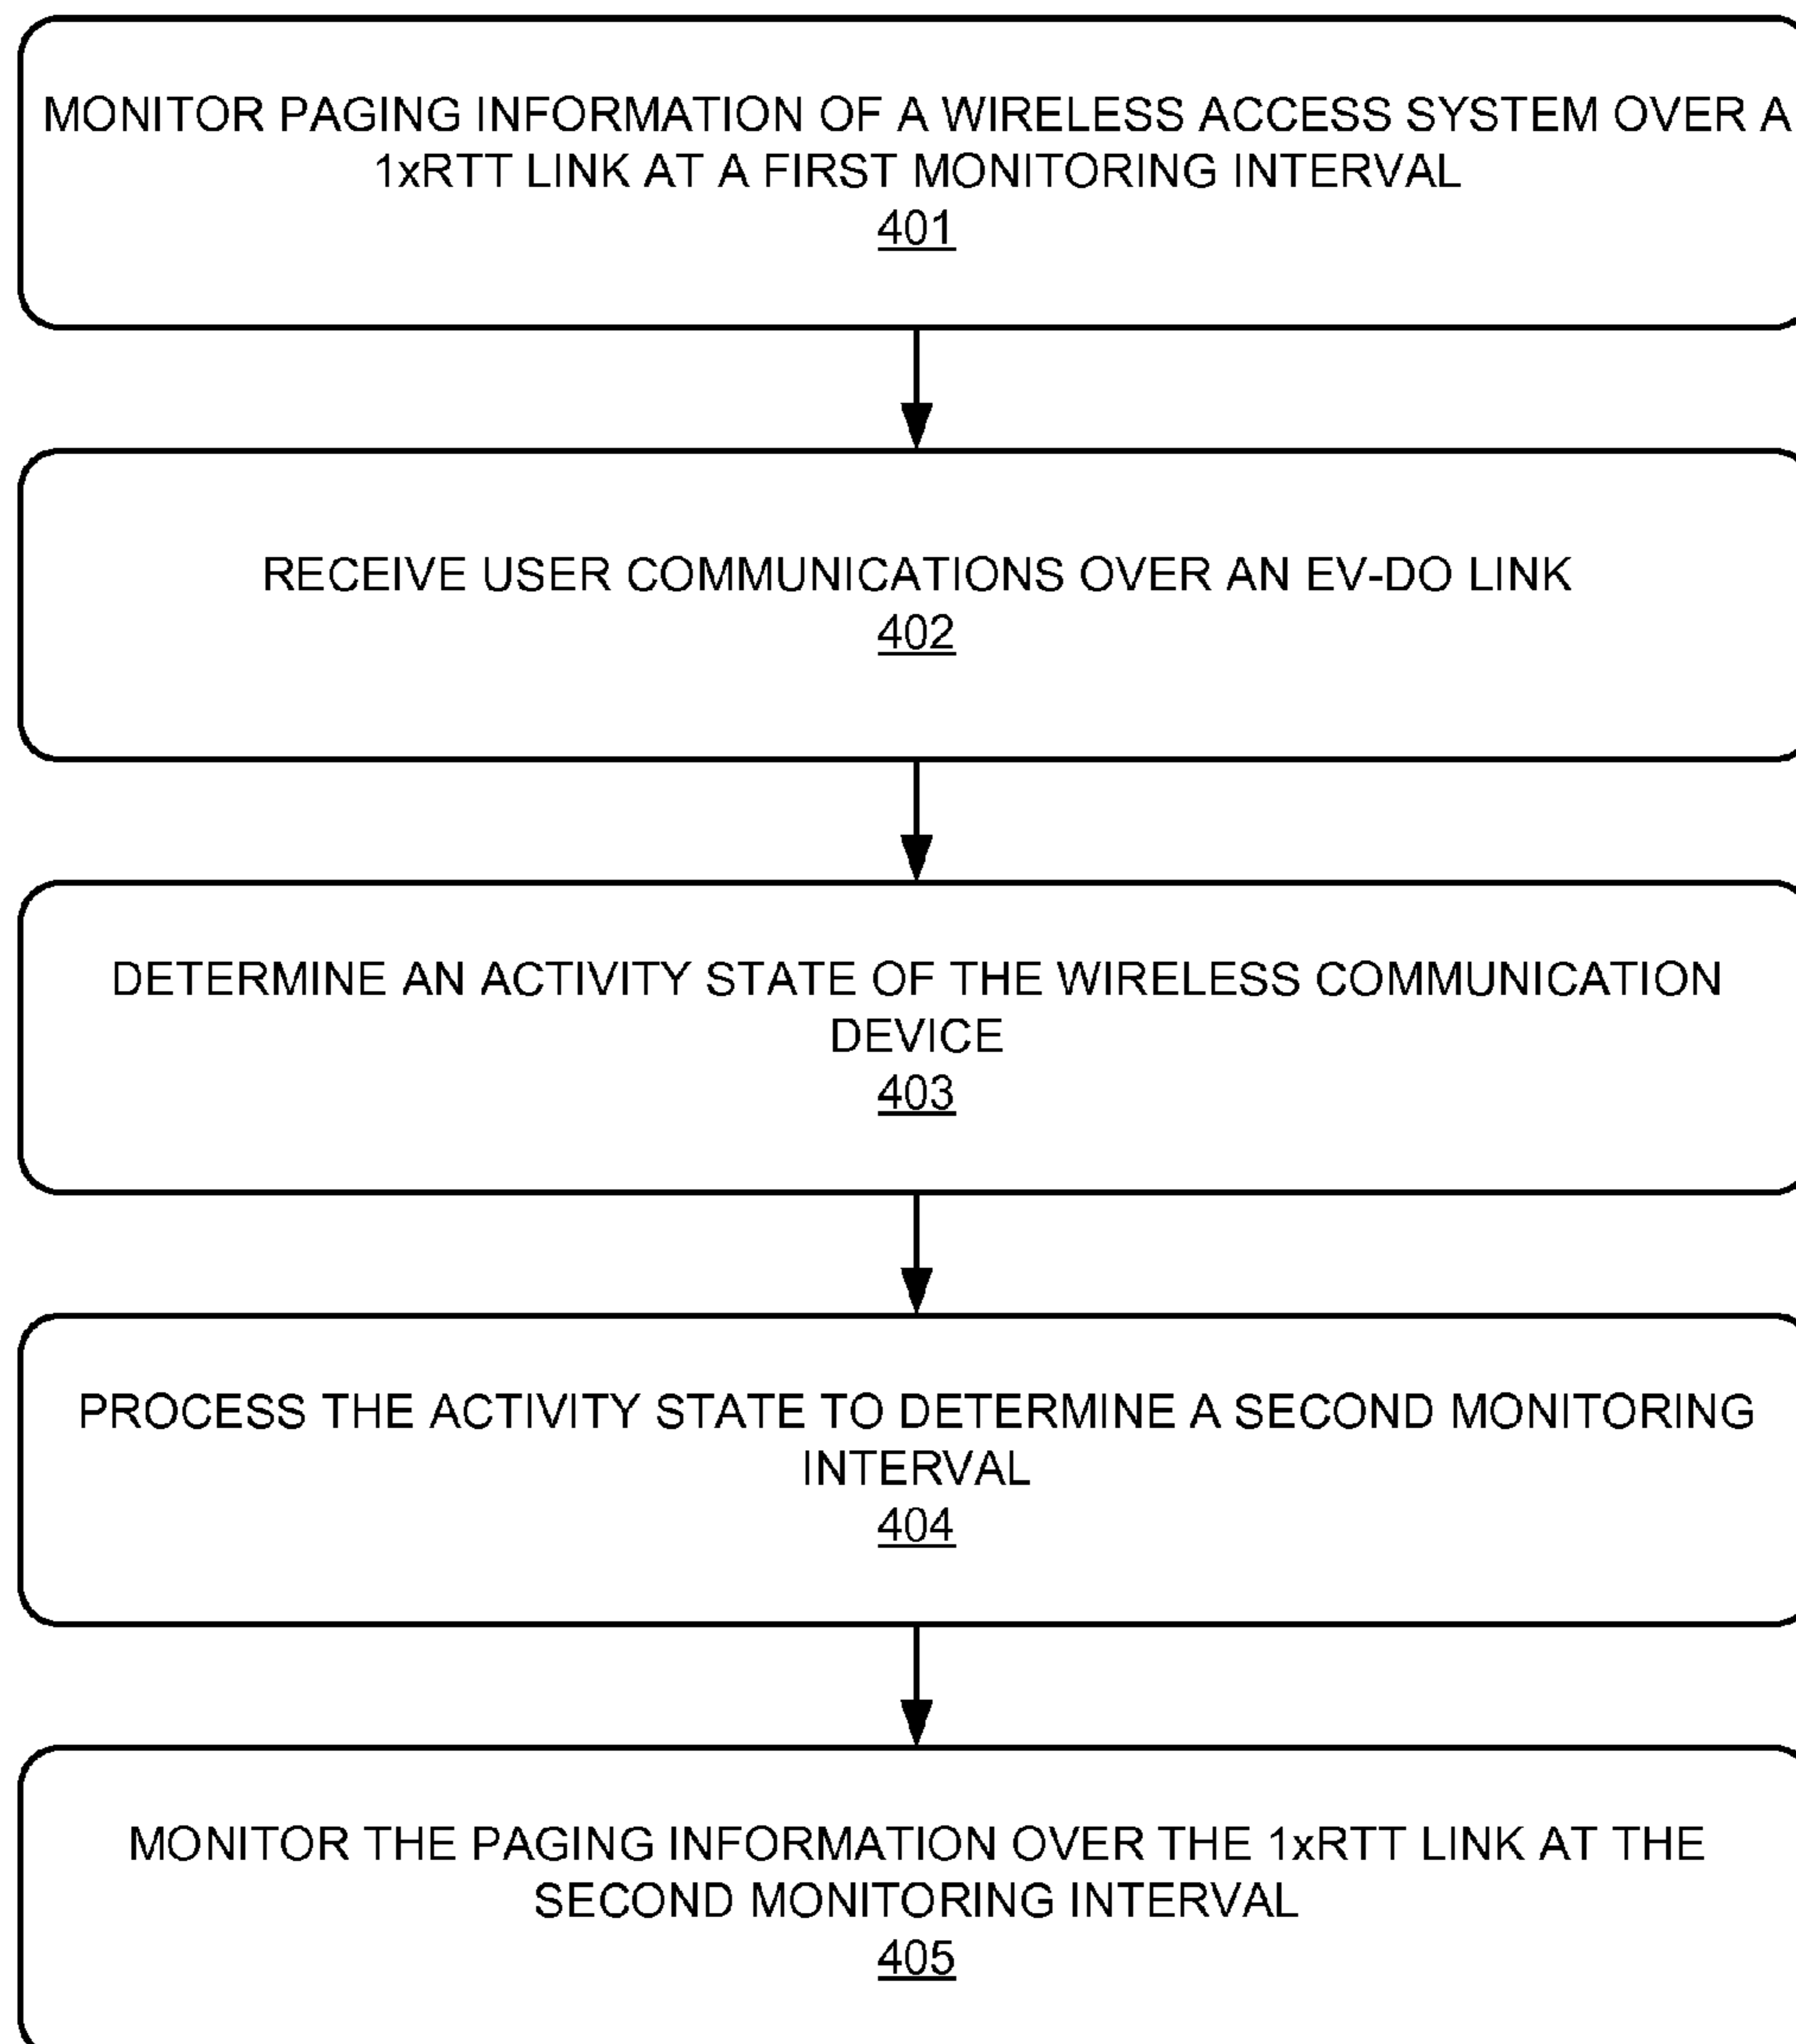 MONITOR PAGING INFORMATION OF A WIRELESS ACCESS SYSTEM OVER A
1xRTT LINK AT A FIRST MONITORING INTERVAL
401
RECEIVE USER COMMUNICATIONS OVER AN EV-DO LINK
402
DETERMINE AN ACTIVITY STATE OF THE WIRELESS COMMUNICATION
DEVICE
403
PROCESS THE ACTIVITY STATE TO DETERMINE A SECOND MONITORING
INTERVAL
404
MONITOR THE PAGING INFORMATION OVER THE 1xRTT LINK AT THE
SECOND MONITORING INTERVAL
405